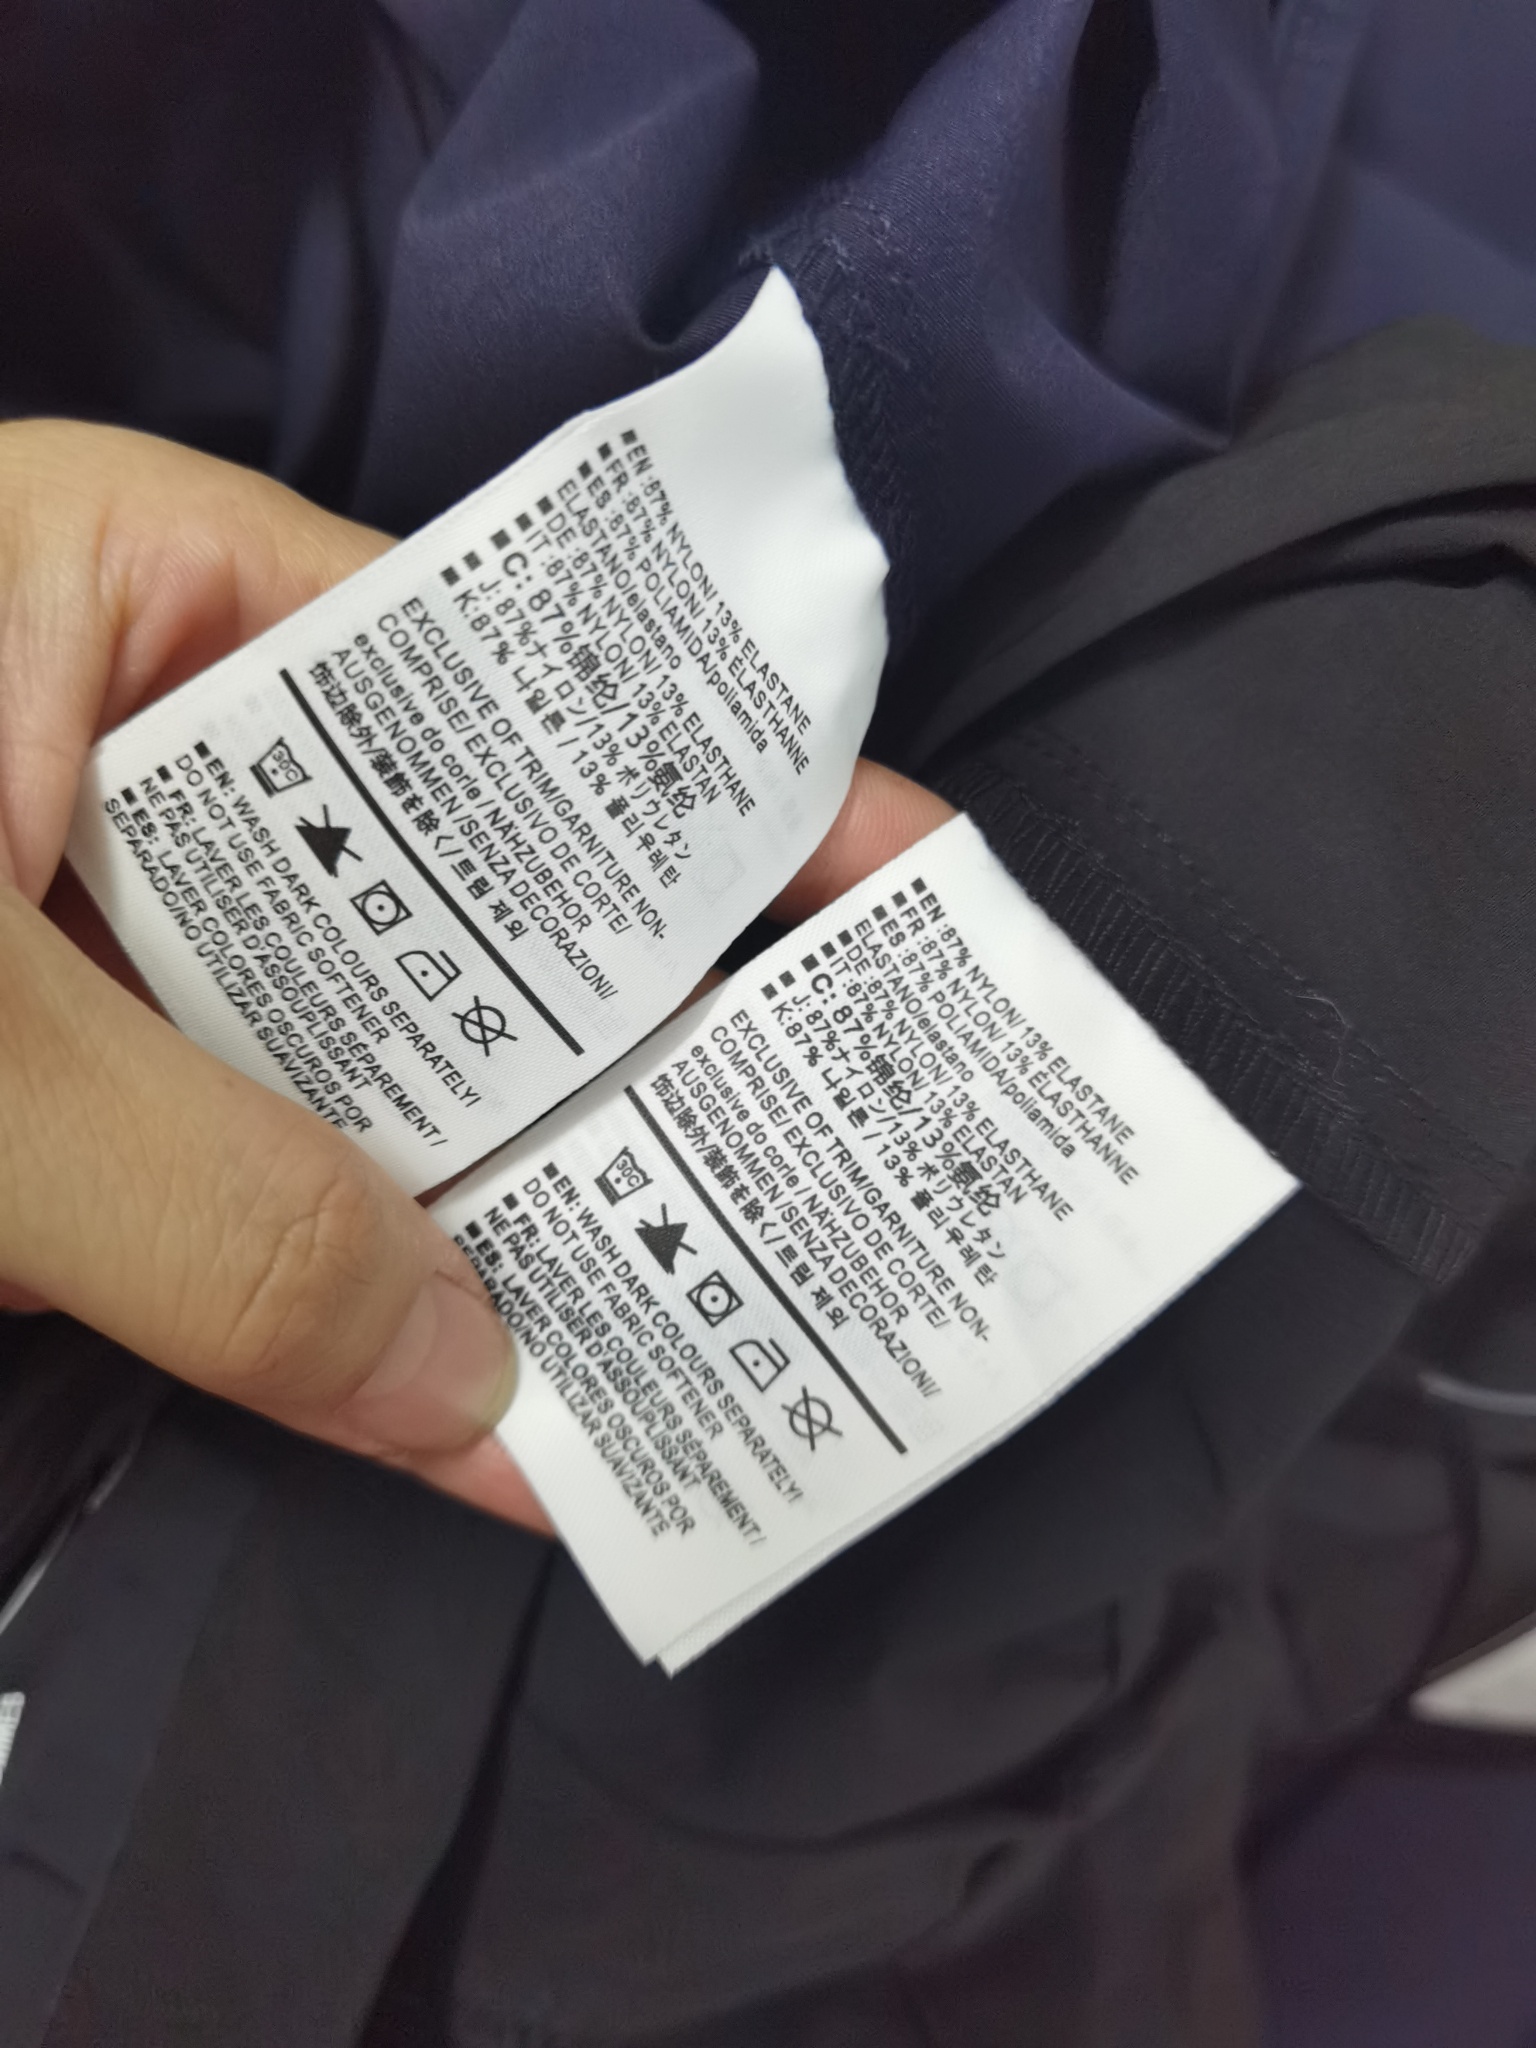 ■ EN :87% NYLON/ 13% ELASTANE
■ FR :87% NYLON/ 13% ÉLASTHANNE
■ ES :87% POLIAMIDA/poliamida
ELASTANO/elastano
■ DE :87% NYLON/ 13% ELASTHANE
■ IT :87% NYLON/ 13% ELASTAN
■ C: 87%锦纶/13%氨纶
■ J: 87%ナイロン/13% ポリウレタン
■ K:87% 나일론 / 13% 폴리우레탄
EXCLUSIVE OF TRIM/GARNITURE NON-
COMPRISE/ EXCLUSIVO DE CORTE/
exclusive do corle / NÄHZUBEHOR
AUSGENOMMEN /SENZA DECORAZIONI/
饰边除外/装飾を除く/트림 제외
30C
■ EN: WASH DARK COLOURS SEPARATELY/
DO NOT USE FABRIC SOFTENER
■ FR: LAVER LES COULEURS SÉPAREMENT/
NE PAS UTILISER D'ASSOUPLISSANT
■ ES: LAVER COLORES OSCUROS POR
SEPARADO/NO UTILIZAR SUAVIZANTE
■ EN :87% NYLON/ 13% ELASTANE
■ FR :87% NYLON/ 13% ÉLASTHANNE
■ ES :87% POLIAMIDA/poliamida
ELASTANO/elastano
■ DE :87% NYLON/ 13% ELASTHANE
■ IT :87% NYLON/ 13% ELASTAN
■ C: 87%锦纶/13%氨纶
■ J: 87%ナイロン/13% ポリウレタン
■ K:87% 나일론 / 13% 폴리우레탄
EXCLUSIVE OF TRIM/GARNITURE NON-
COMPRISE/ EXCLUSIVO DE CORTE/
exclusive do corle / NÄHZUBEHOR
AUSGENOMMEN /SENZA DECORAZIONI/
饰边除外/装飾を除く/트림 제외
30C
■ EN: WASH DARK COLOURS SEPARATELY/
DO NOT USE FABRIC SOFTENER
■ FR: LAVER LES COULEURS SÉPAREMENT/
NE PAS UTILISER D'ASSOUPLISSANT
■ ES: LAVER COLORES OSCUROS POR
SEPARADO/NO UTILIZAR SUAVIZANTE